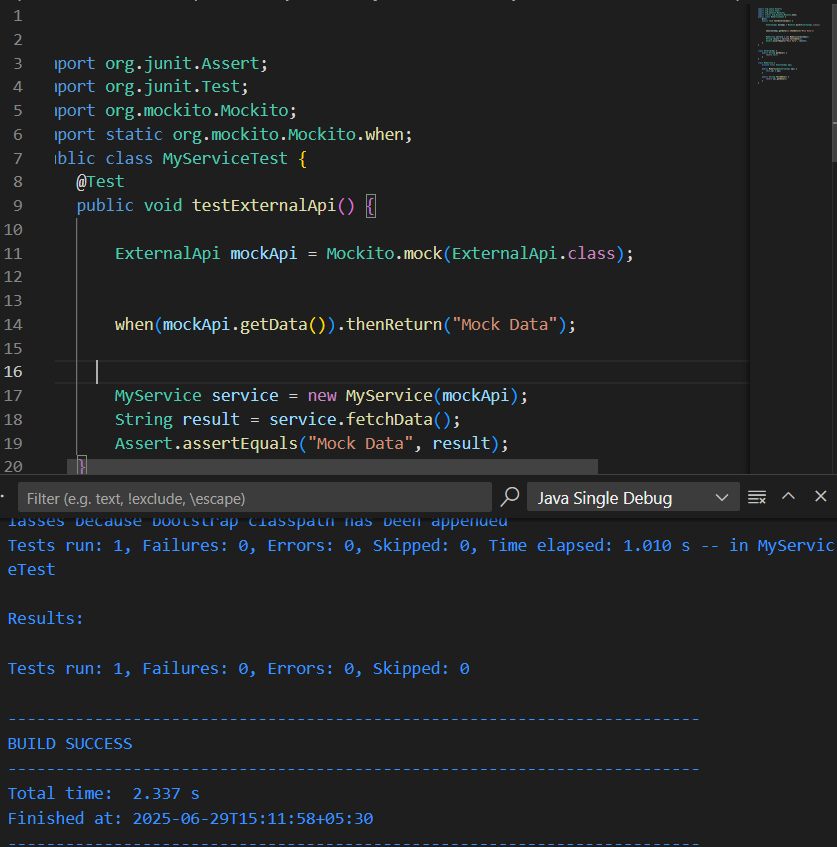 1
2
3 mport org.junit.Assert;
4 mport org.junit.Test;
5 mport org.mockito.Mockito;
6 mport static org.mockito.Mockito.when;
7 ublic class MyServiceTest {
8 @Test
9 public void testExternalApi() {
10
11 ExternalApi mockApi = Mockito.mock(ExternalApi.class);
12
13
14 when(mockApi.getData()).thenReturn("Mock Data");
15
16
17 MyService service = new MyService(mockApi);
18 String result = service.fetchData();
19 Assert.assertEquals("Mock Data", result);
20 }
Filter (e.g. text, !exclude, \escape) Java Single Debug
lasses because bootstrap classpath has been appended
Tests run: 1, Failures: 0, Errors: 0, Skipped: 0, Time elapsed: 1.010 s -- in MyServic
eTest
Results:
Tests run: 1, Failures: 0, Errors: 0, Skipped: 0
------------------------------------------------------------------------
BUILD SUCCESS
------------------------------------------------------------------------
Total time:  2.337 s
Finished at: 2025-06-29T15:11:58+05:30
------------------------------------------------------------------------